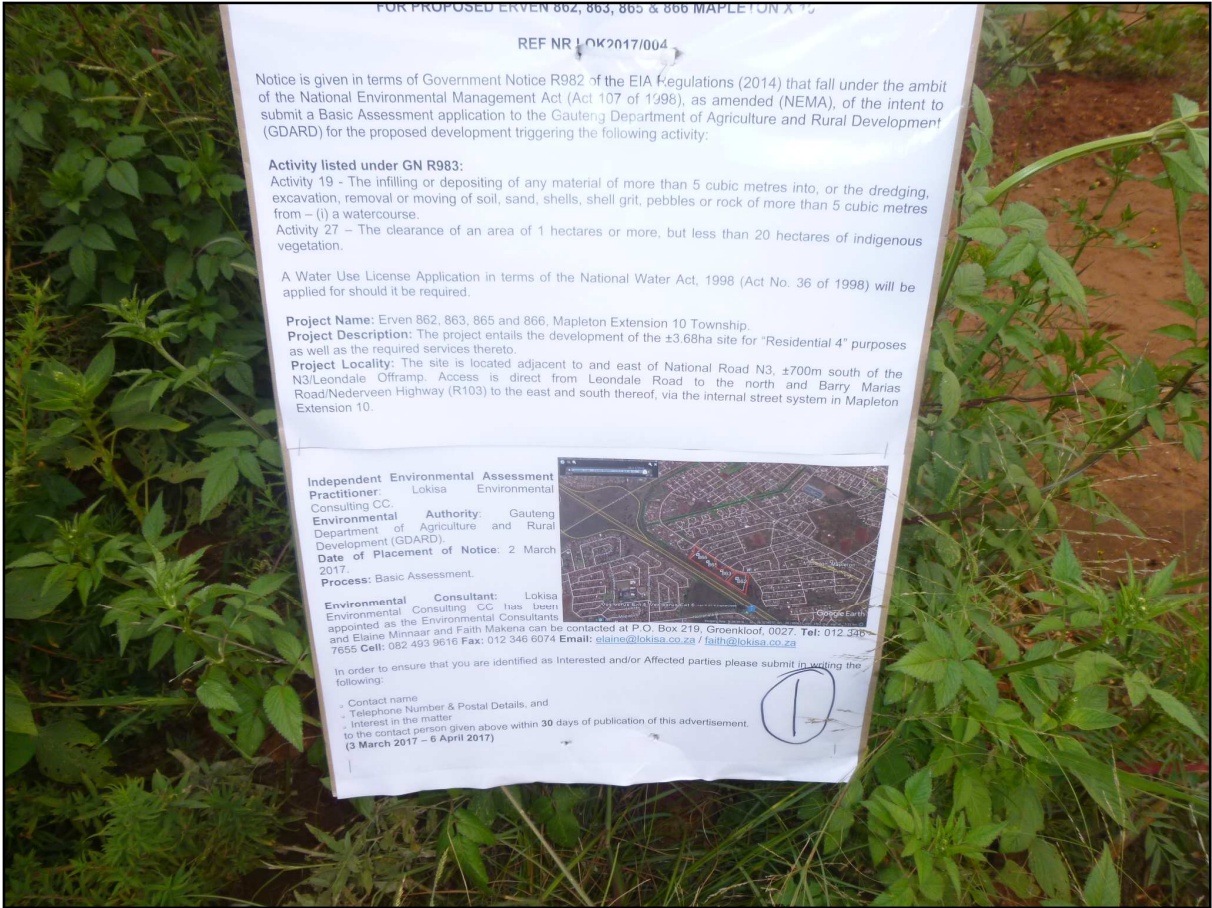 FOR PROPOSED ERVEN 862, 863, 865 & 866 MAPLETON X 10
REF NR LOK2017/004
Notice is given in terms of Government Notice R982 of the EIA Regulations (2014) that fall under the ambit
of the National Environmental Management Act (Act 107 of 1998), as amended (NEMA), of the intent to
submit a Basic Assessment application to the Gauteng Department of Agriculture and Rural Development
(GDARD) for the proposed development triggering the following activity:
Activity listed under GN R983:
Activity 19 - The infilling or depositing of any material of more than 5 cubic metres into, or the dredging,
excavation, removal or moving of soil, sand, shells, shell grit, pebbles or rock of more than 5 cubic metres
from – (i) a watercourse.
Activity 27 – The clearance of an area of 1 hectares or more, but less than 20 hectares of indigenous
vegetation.
A Water Use License Application in terms of the National Water Act, 1998 (Act No. 36 of 1998) will be
applied for should it be required.
Project Name: Erven 862, 863, 865 and 866, Mapleton Extension 10 Township.
Project Description: The project entails the development of the ±3.68ha site for “Residential 4” purposes
as well as the required services thereto.
Project Locality: The site is located adjacent to and east of National Road N3, ±700m south of the
N3/Leondale Offramp. Access is direct from Leondale Road to the north and Barry Marias
Road/Nederveen Highway (R103) to the east and south thereof, via the internal street system in Mapleton
Extension 10.
Independent Environmental Assessment
Practitioner: Lokisa Environmental
Consulting CC.
Environmental Authority: Gauteng
Department of Agriculture and Rural
Development (GDARD).
Date of Placement of Notice: 2 March
2017.
Process: Basic Assessment.
Environmental Consultant: Lokisa
Environmental Consulting CC has been
appointed as the Environmental Consultants
and Elaine Minnaar and Faith Makena can be contacted at P.O. Box 219, Groenkloof, 0027. Tel: 012 346
7655 Cell: 082 493 9616 Fax: 012 346 6074 Email: elaine@lokisa.co.za / faith@lokisa.co.za
Google Earth
In order to ensure that you are identified as Interested and/or Affected parties please submit in writing the
following:
- Contact name
- Telephone Number & Postal Details, and
- Interest in the matter
to the contact person given above within 30 days of publication of this advertisement.
(3 March 2017 – 6 April 2017)
1